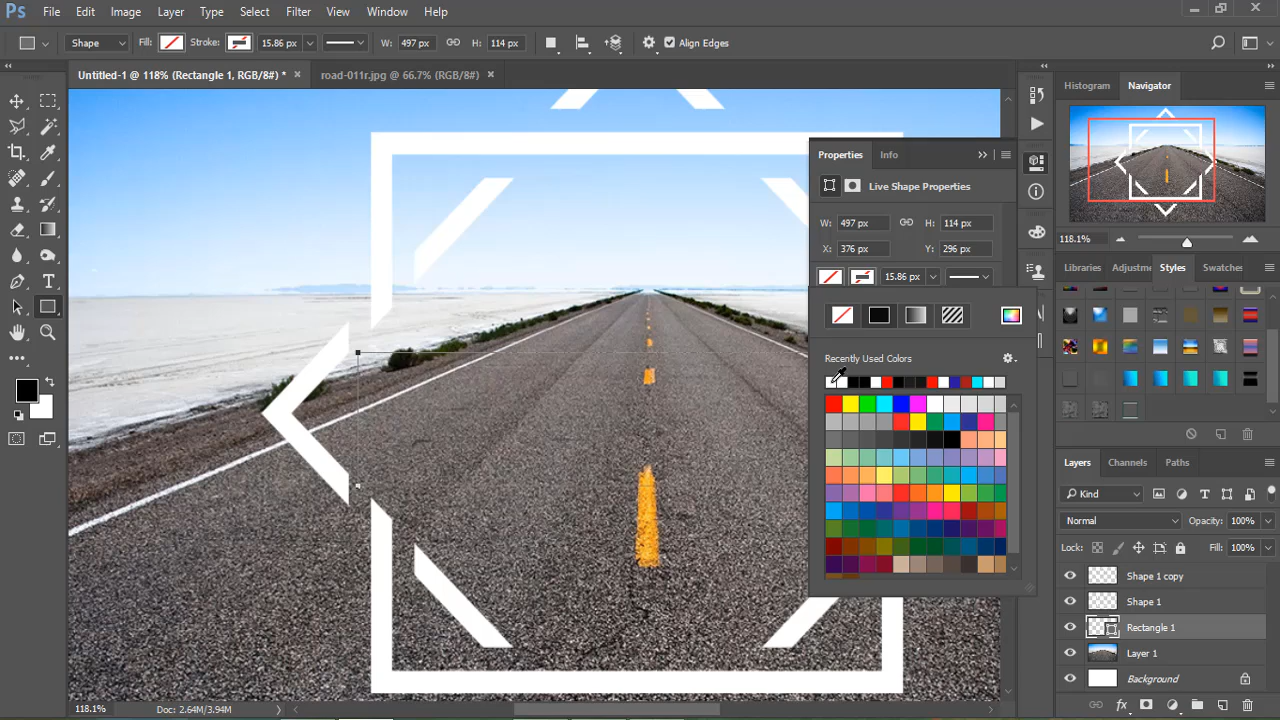 Ps File Edit Image Layer Type Select Filter View Window Help
Shape Fill: Stroke: 15.86 px W: 497 px H: 114 px Align Edges
Untitled-1 @ 118% (Rectangle 1, RGB/8#) * × road-011r.jpg @ 66.7% (RGB/8#) ×
Histogram Navigator
118.1%
Properties Info
Live Shape Properties
W: 497 px H: 114 px
X: 376 px Y: 296 px
15.86 px
Recently Used Colors
Libraries Adjustme Styles Swatches
Layers Channels Paths
Kind
Normal Opacity: 100%
Lock: Fill: 100%
Shape 1 copy
Shape 1
Rectangle 1
Layer 1
Background
fx
118.1% Doc: 2.64M/3.94M